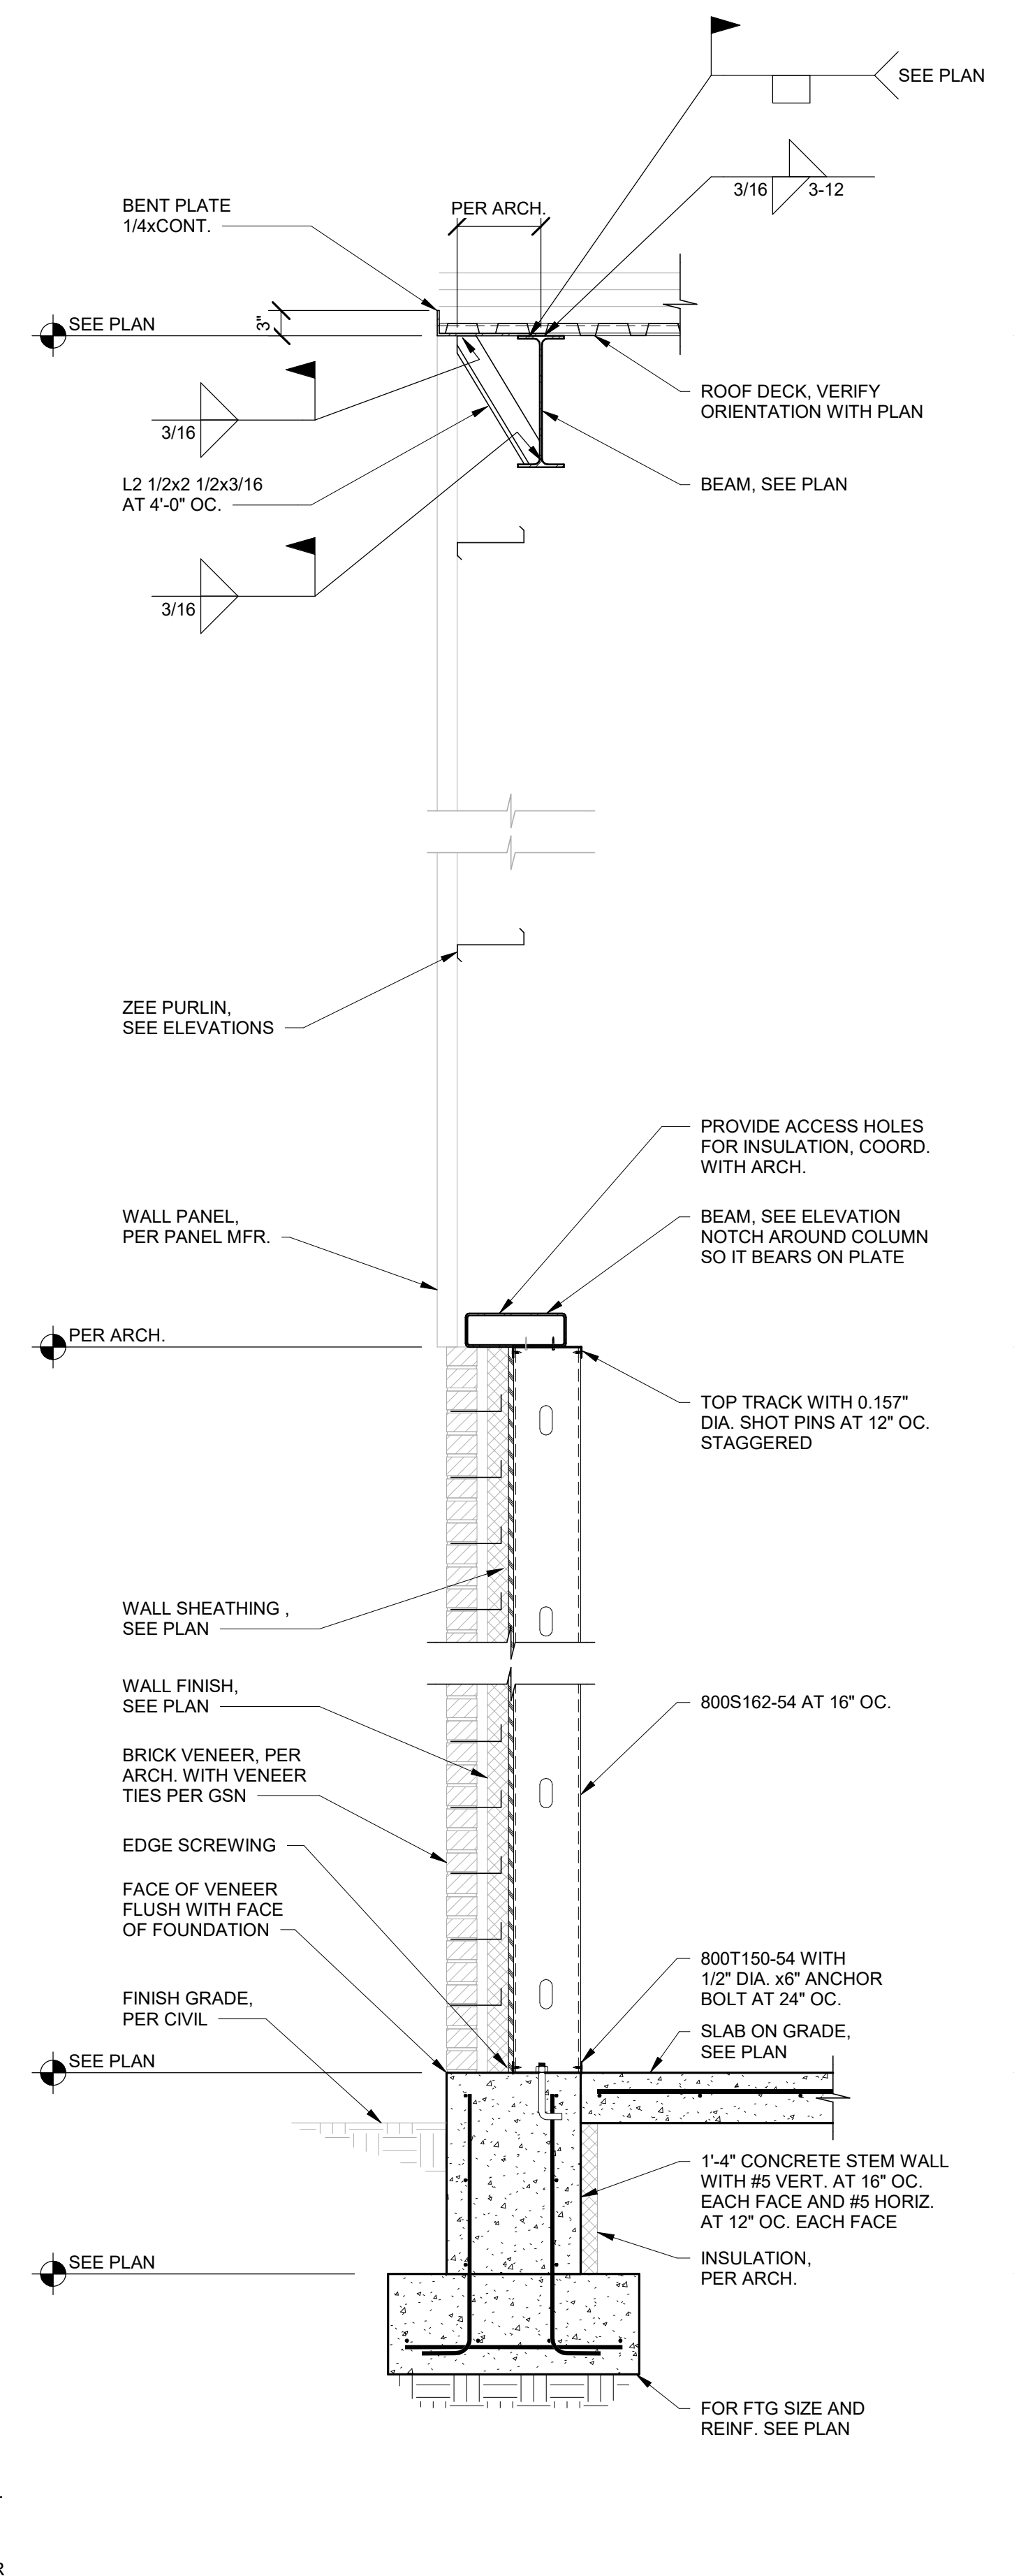 SEE PLAN
3/16
3-12
BENT PLATE
1/4xCONT.
PER ARCH.
SEE PLAN
3"
ROOF DECK, VERIFY
ORIENTATION WITH PLAN
3/16
L2 1/2x2 1/2x3/16
AT 4'-0" OC.
BEAM, SEE PLAN
3/16
ZEE PURLIN,
SEE ELEVATIONS
PROVIDE ACCESS HOLES
FOR INSULATION, COORD.
WITH ARCH.
WALL PANEL,
PER PANEL MFR.
BEAM, SEE ELEVATION
NOTCH AROUND COLUMN
SO IT BEARS ON PLATE
PER ARCH.
TOP TRACK WITH 0.157"
DIA. SHOT PINS AT 12" OC.
STAGGERED
WALL SHEATHING ,
SEE PLAN
WALL FINISH,
SEE PLAN
800S162-54 AT 16" OC.
BRICK VENEER, PER
ARCH. WITH VENEER
TIES PER GSN
EDGE SCREWING
FACE OF VENEER
FLUSH WITH FACE
OF FOUNDATION
800T150-54 WITH
1/2" DIA. x6" ANCHOR
BOLT AT 24" OC.
FINISH GRADE,
PER CIVIL
SLAB ON GRADE,
SEE PLAN
SEE PLAN
1'-4" CONCRETE STEM WALL
WITH #5 VERT. AT 16" OC.
EACH FACE AND #5 HORIZ.
AT 12" OC. EACH FACE
SEE PLAN
INSULATION,
PER ARCH.
FOR FTG SIZE AND
REINF. SEE PLAN